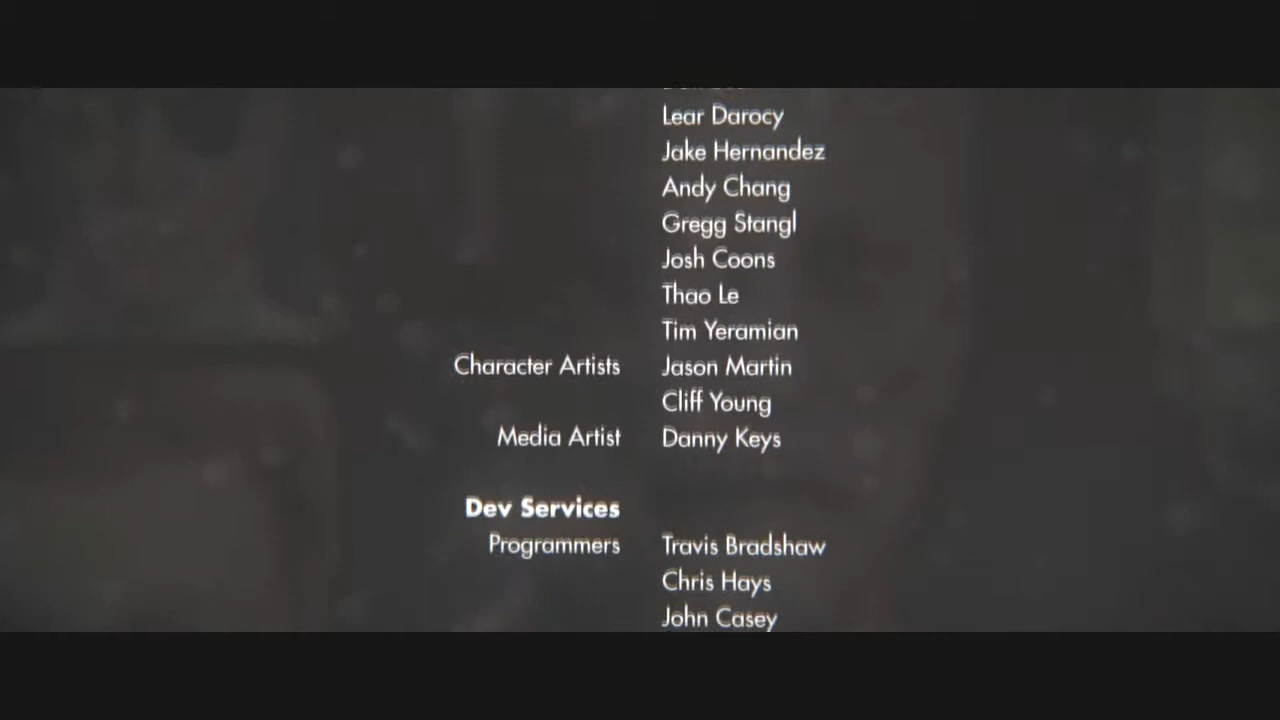 Lear Darocy
Jake Hernandez
Andy Chang
Gregg Stangl
Josh Coons
Thao Le
Tim Yeramian
Character Artists Jason Martin
Cliff Young
Media Artist Danny Keys
Dev Services
Programmers Travis Bradshaw
Chris Hays
John Casey